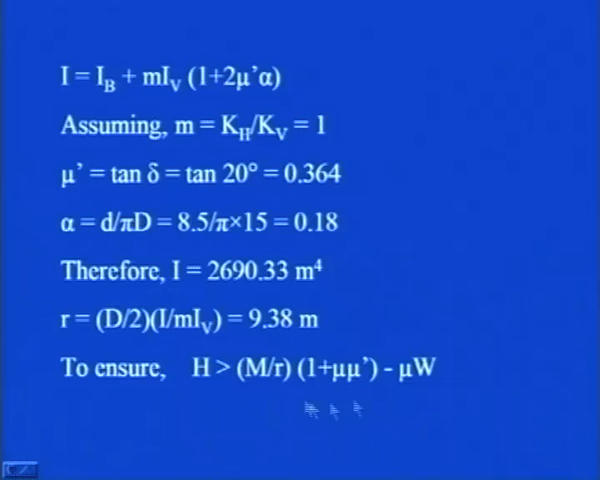 I = I_B + mI_V (1+2μ'α)
Assuming, m = K_H/K_V = 1
μ' = tan δ = tan 20° = 0.364
α = d/πD = 8.5/π×15 = 0.18
Therefore, I = 2690.33 m⁴
r = (D/2)(I/mI_v) = 9.38 m
To ensure, H > (M/r) (1+μμ') - μW